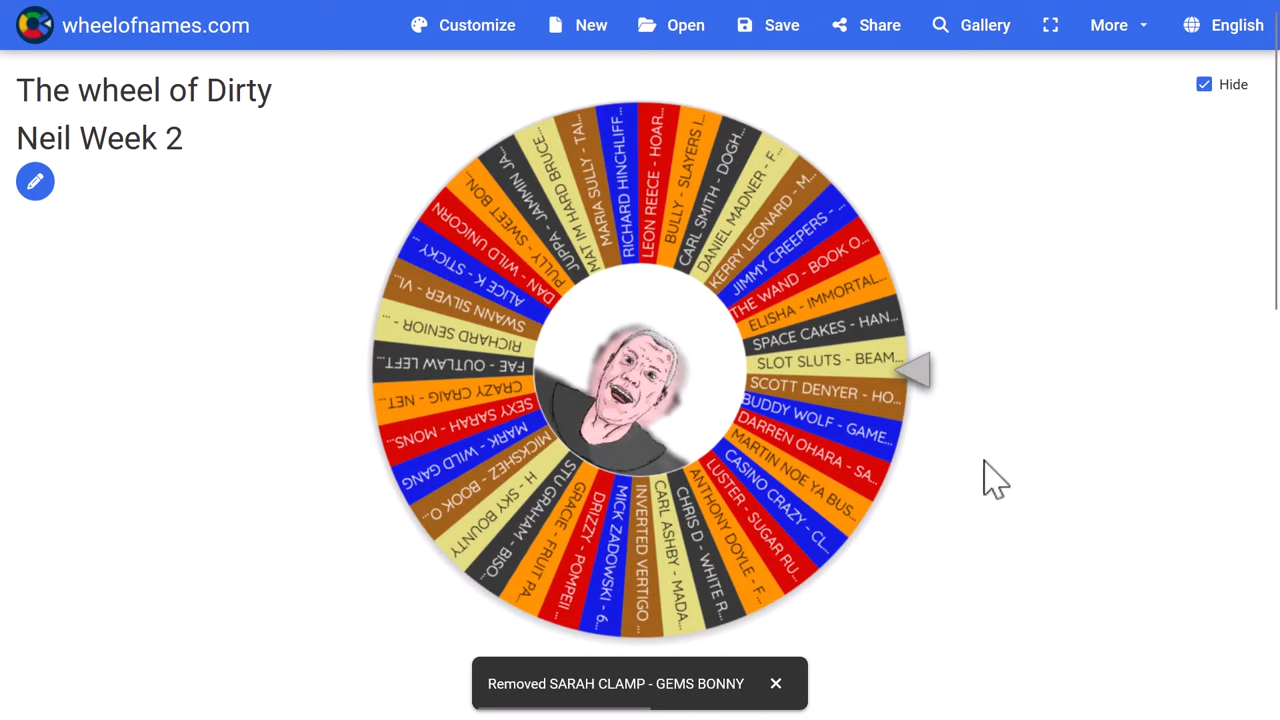 wheelofnames.com
Customize
New
Open
Save
Share
Gallery
More
English
The wheel of Dirty
Neil Week 2
Hide
RICHARD HINCHLIFF...
LEON REECE - HOAR...
BULLY - SLAYERS I...
CARL SMITH - DOGH...
DANIEL MADNER - F...
KERRY LEONARD - M...
JIMMY CREEPERS - ...
THE WAND - BOOK O...
ELISHA - IMMORTAL...
SPACE CAKES - HAN...
SLOT SLUTS - BEAM...
SCOTT DENYER - HO...
BUDDY WOLF - GAME...
DARREN OHARA - SA...
MARTIN NOE YA BUS...
CASINO CRAZY - CL...
LUSTER - SUGAR RU...
ANTHONY DOYLE - F...
CHRIS D - WHITE R...
CARL ASHBY - MADA...
INVERTED VERTIGO ...
MICK ZADOWSKI - 6...
DRIZZY - POMPEII ...
GRACIE - FRUIT PA...
STU GRAHAM - BISO...
H - SKY BOUNTY
MICKSHEZ - BOOK O...
MARK - WILD GANG
SEXY SARAH - MONS...
CRAZY CRAIG - NET...
FAE - OUTLAW LEFT...
RICHARD SENIOR - ...
SWANN SILVER - VI...
ALICE K - STICKY ...
DAN - WILD UNICORN
PULLY - SWEET BON...
JUPPA - JAMMIN JA...
MAT IM HARD BRUCE...
MARIA SULLY - TAI...
Removed SARAH CLAMP - GEMS BONNY